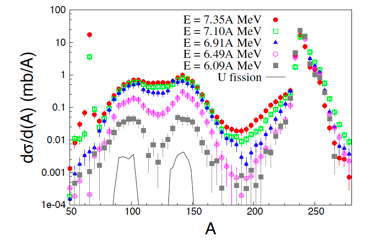 E = 7.35A MeV
E = 7.10A MeV
E = 6.91A MeV
E = 6.49A MeV
E = 6.09A MeV
U fission
dσ/d(A) (mb/A)
100
10
1
0.1
0.01
0.001
1e-04
50 100 150 200 250
A